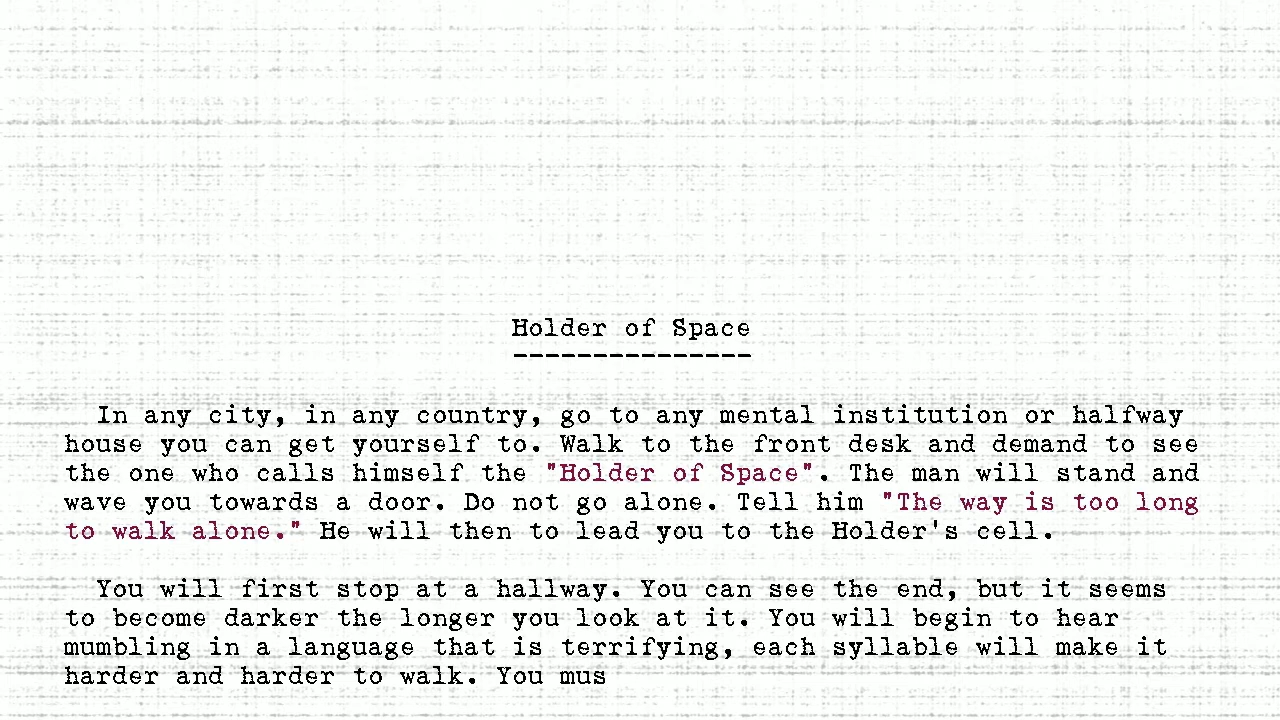 Holder of Space
---------------
In any city, in any country, go to any mental institution or halfway
house you can get yourself to. Walk to the front desk and demand to see
the one who calls himself the "Holder of Space". The man will stand and
wave you towards a door. Do not go alone. Tell him "The way is too long
to walk alone." He will then to lead you to the Holder's cell.
You will first stop at a hallway. You can see the end, but it seems
to become darker the longer you look at it. You will begin to hear
mumbling in a language that is terrifying, each syllable will make it
harder and harder to walk. You mus